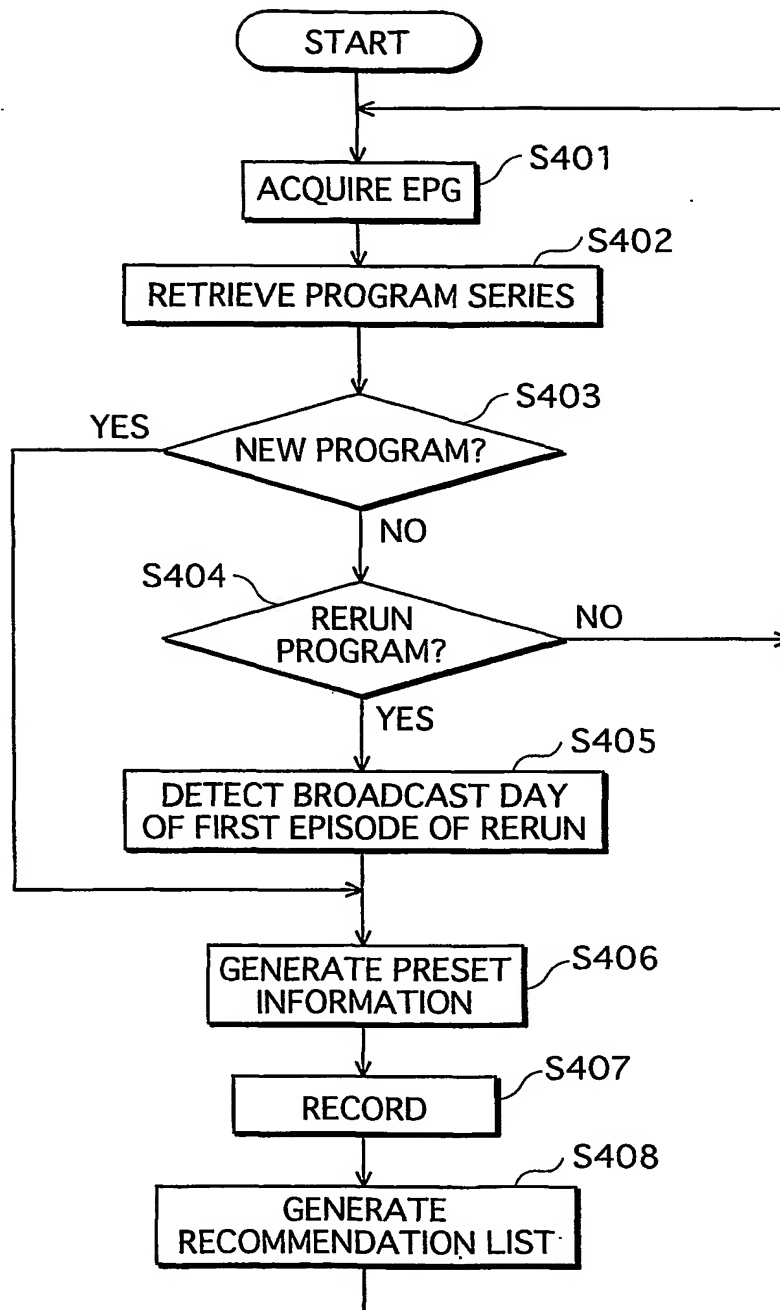 START
S401
ACQUIRE EPG
S402
RETRIEVE PROGRAM SERIES
S403
YES
NEW PROGRAM?
NO
S404
RERUN
PROGRAM?
NO
YES
S405
DETECT BROADCAST DAY
OF FIRST EPISODE OF RERUN
S406
GENERATE PRESET
INFORMATION
S407
RECORD
S408
GENERATE
RECOMMENDATION LIST